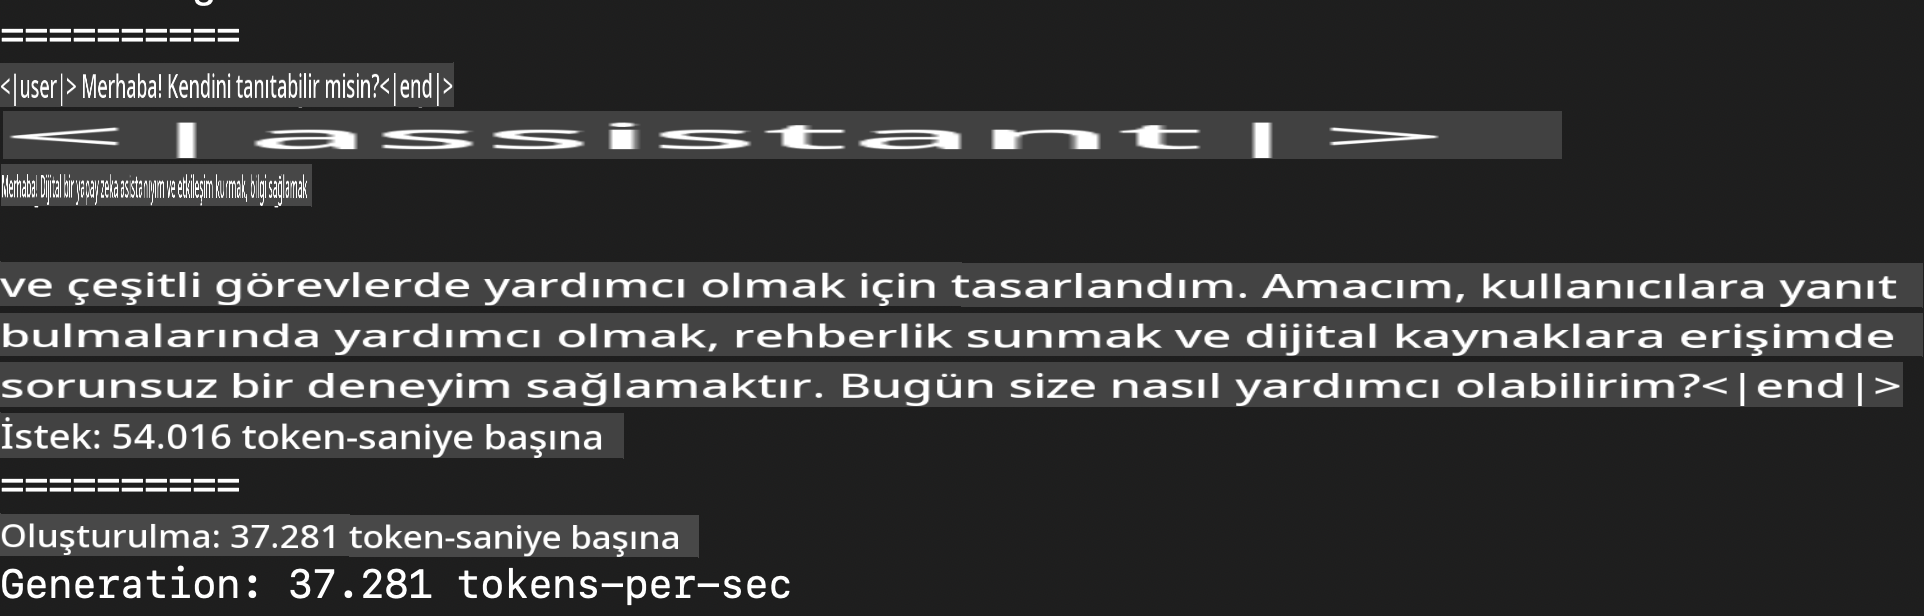 ==========
<|user|> Merhaba! Kendini tanıtabilir misin?<|end|>
<|assistant|>
Merhaba! Dijital bir yapay zeka asistanıyım ve etkileşim kurmak, bilgi sağlamak
ve çeşitli görevlerde yardımcı olmak için tasarlandım. Amacım, kullanıcılara yanıt
bulmalarında yardımcı olmak, rehberlik sunmak ve dijital kaynaklara erişimde
sorunsuz bir deneyim sağlamaktır. Bugün size nasıl yardımcı olabilirim?<|end|>
İstek: 54.016 token-saniye başına
==========
Oluşturulma: 37.281 token-saniye başına
Generation: 37.281 tokens-per-sec